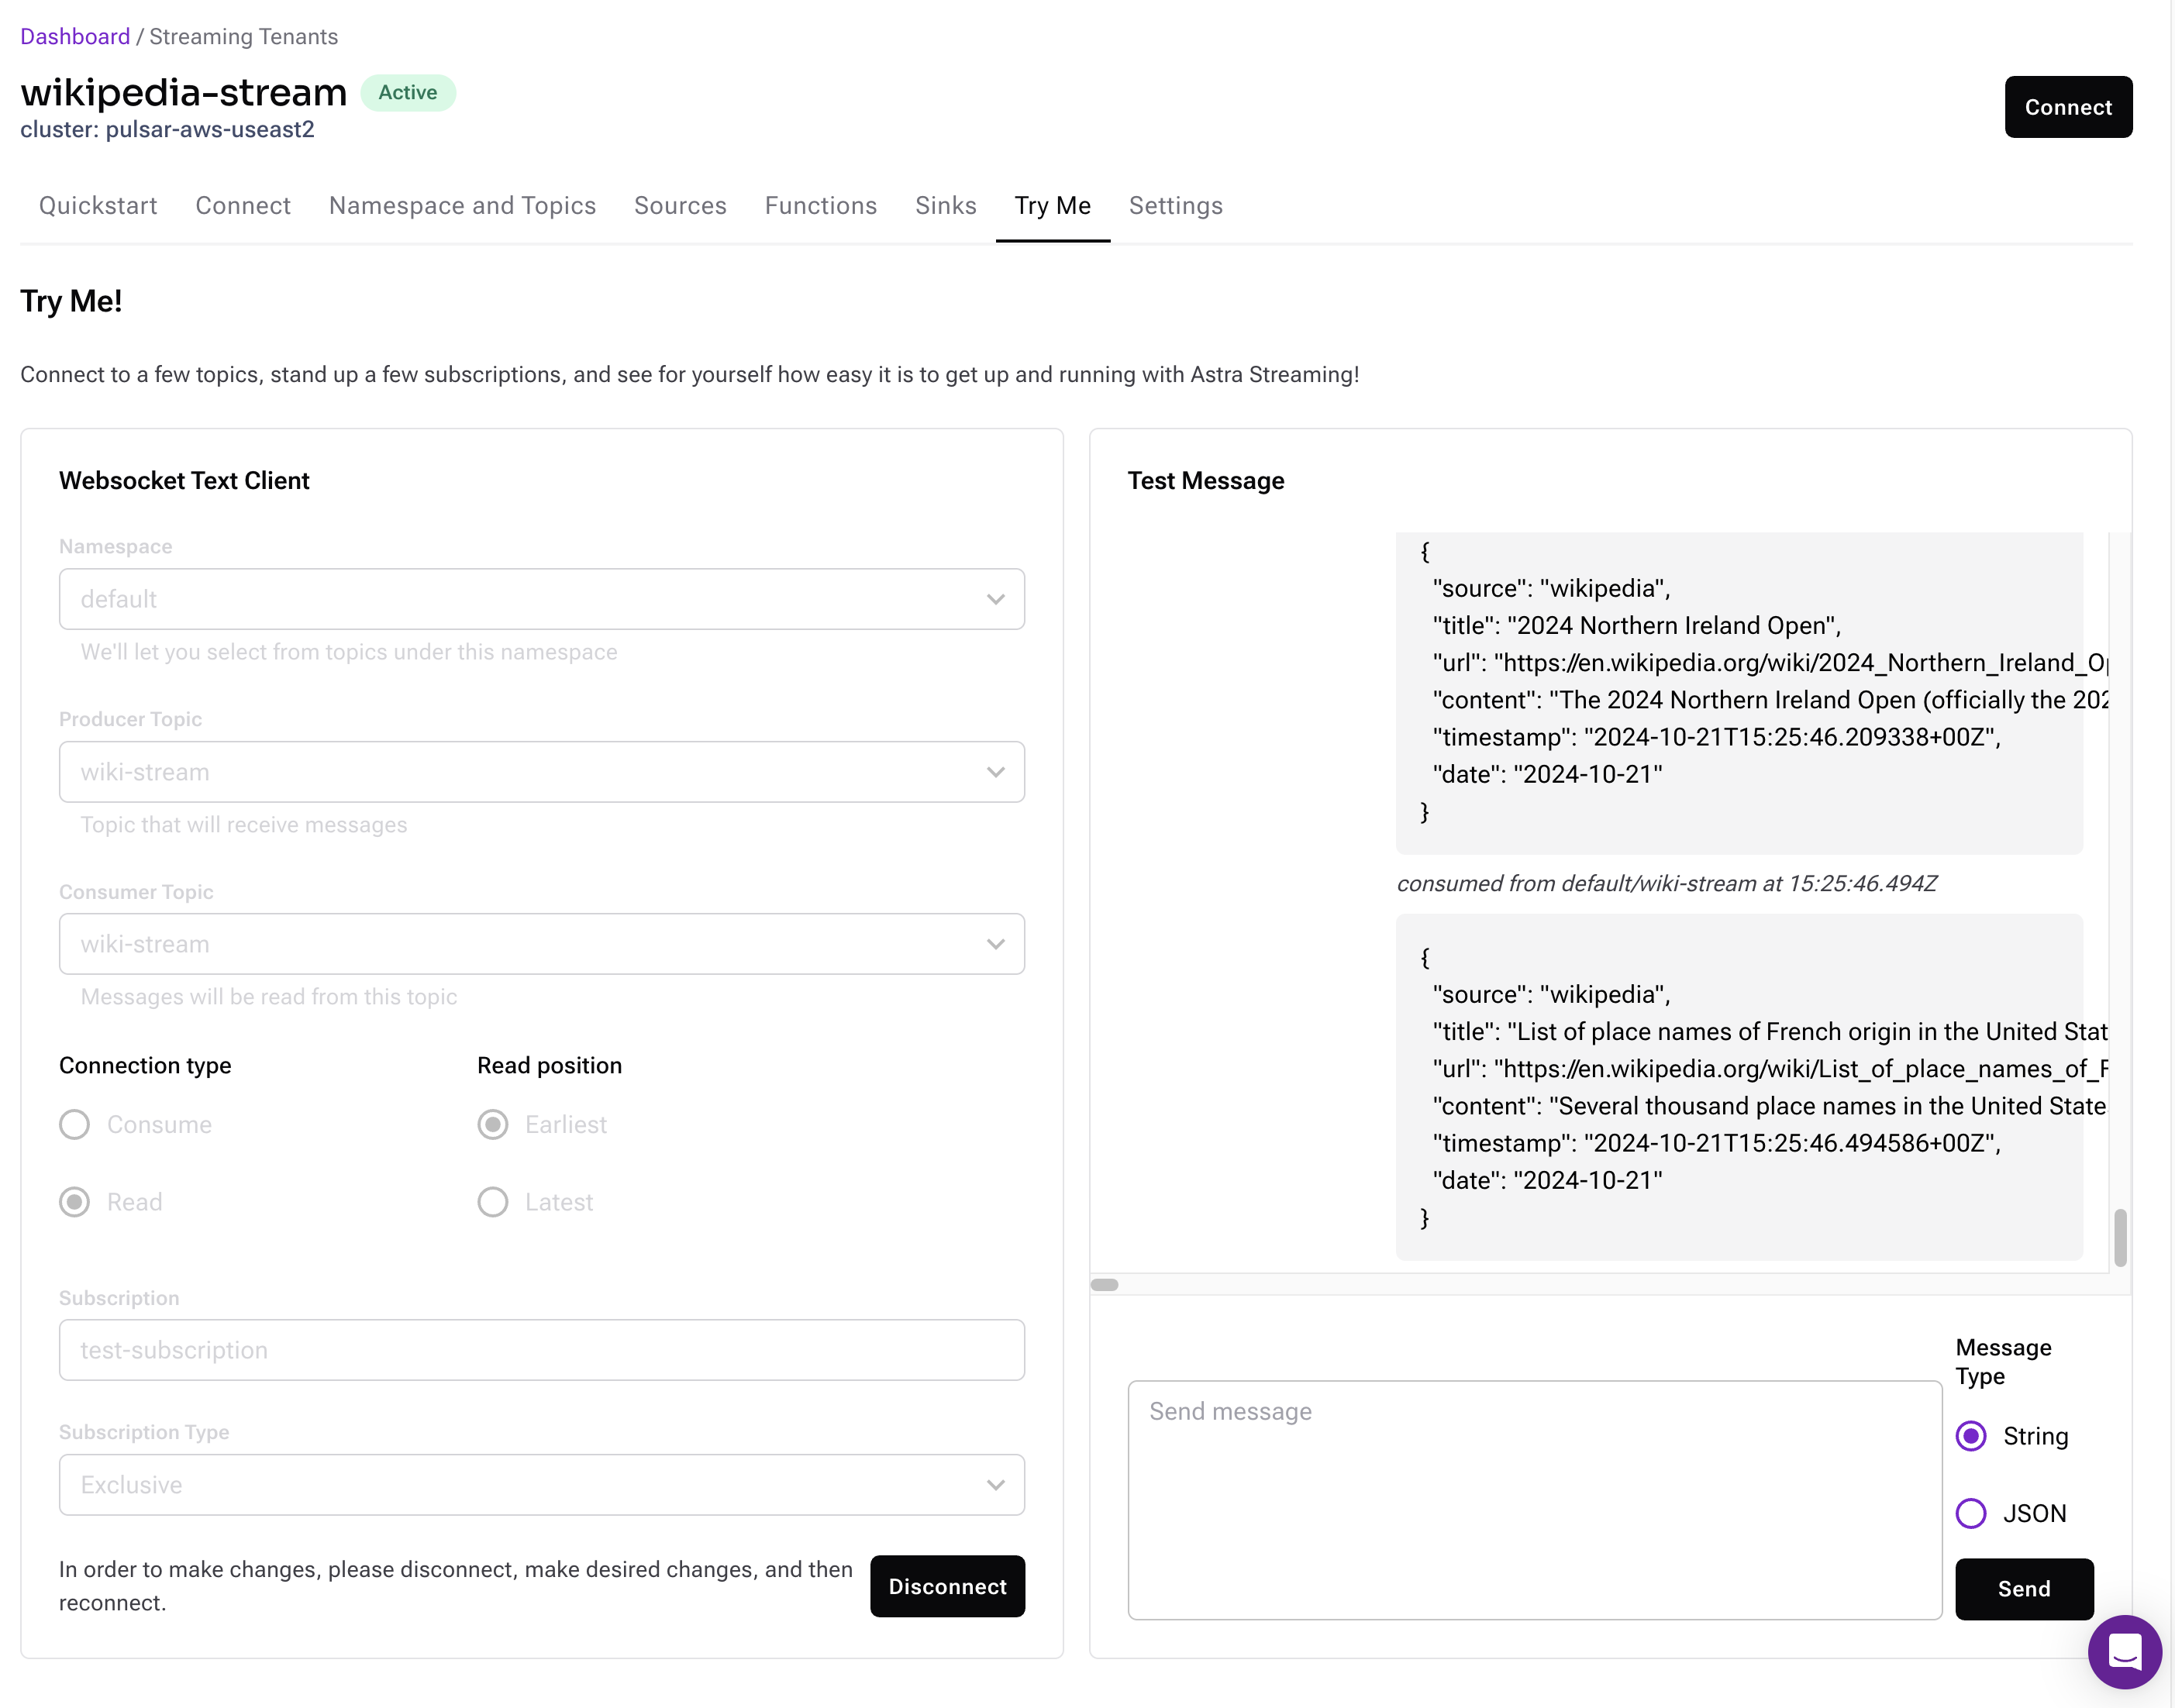 Dashboard / Streaming Tenants
wikipedia-stream Active
cluster: pulsar-aws-useast2
Connect
Quickstart Connect Namespace and Topics Sources Functions Sinks Try Me Settings
Try Me!
Connect to a few topics, stand up a few subscriptions, and see for yourself how easy it is to get up and running with Astra Streaming!
Websocket Text Client
Namespace
default
We'll let you select from topics under this namespace
Producer Topic
wiki-stream
Topic that will receive messages
Consumer Topic
wiki-stream
Messages will be read from this topic
Connection type
Read position
Consume
Earliest
Read
Latest
Subscription
test-subscription
Subscription Type
Exclusive
In order to make changes, please disconnect, make desired changes, and then
reconnect.
Disconnect
Test Message
{
"source": "wikipedia",
"title": "2024 Northern Ireland Open",
"url": "https://en.wikipedia.org/wiki/2024_Northern_Ireland_Op
"content": "The 2024 Northern Ireland Open (officially the 202
"timestamp": "2024-10-21T15:25:46.209338+00Z",
"date": "2024-10-21"
}
consumed from default/wiki-stream at 15:25:46.494Z
{
"source": "wikipedia",
"title": "List of place names of French origin in the United Stat
"url": "https://en.wikipedia.org/wiki/List_of_place_names_of_F
"content": "Several thousand place names in the United State
"timestamp": "2024-10-21T15:25:46.494586+00Z",
"date": "2024-10-21"
}
Send message
Message
Type
String
JSON
Send